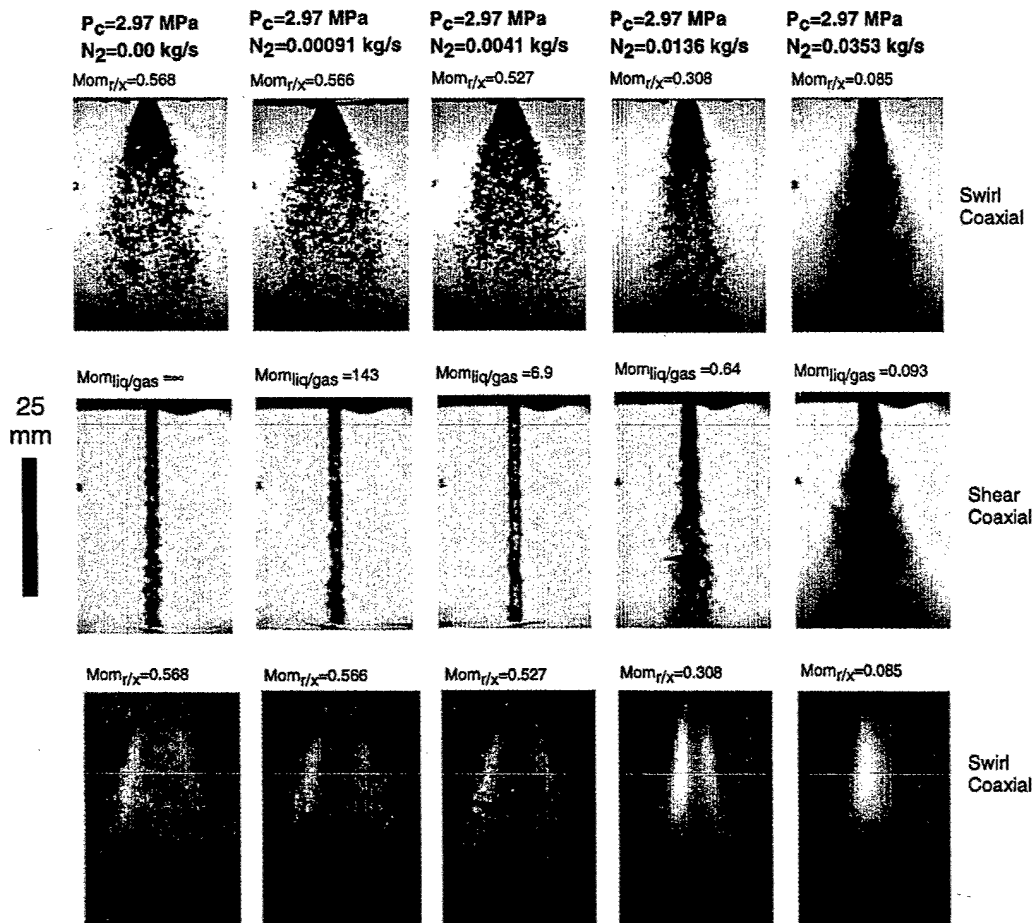 Pc=2.97 MPa
N2=0.00 kg/s
Pc=2.97 MPa
N2=0.00091 kg/s
Pc=2.97 MPa
N2=0.0041 kg/s
Pc=2.97 MPa
N2=0.0136 kg/s
Pc=2.97 MPa
N2=0.0353 kg/s
Momr/x=0.568
Momr/x=0.566
Momr/x=0.527
Momr/x=0.308
Momr/x=0.085
Swirl
Coaxial
Momliq/gas=∞
Momliq/gas=143
Momliq/gas=6.9
Momliq/gas=0.64
Momliq/gas=0.093
25
mm
Shear
Coaxial
Momr/x=0.568
Momr/x=0.566
Momr/x=0.527
Momr/x=0.308
Momr/x=0.085
Swirl
Coaxial